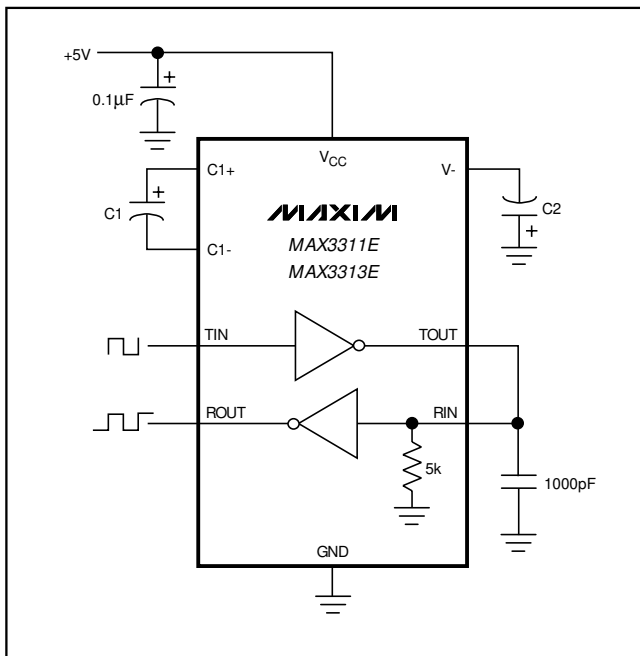 +5V
+
0.1µF
VCC
C1+
V-
+
C1
C2
+
C1-
MAXIM
MAX3311E
MAX3313E
TIN
TOUT
ROUT
RIN
5k
1000pF
GND